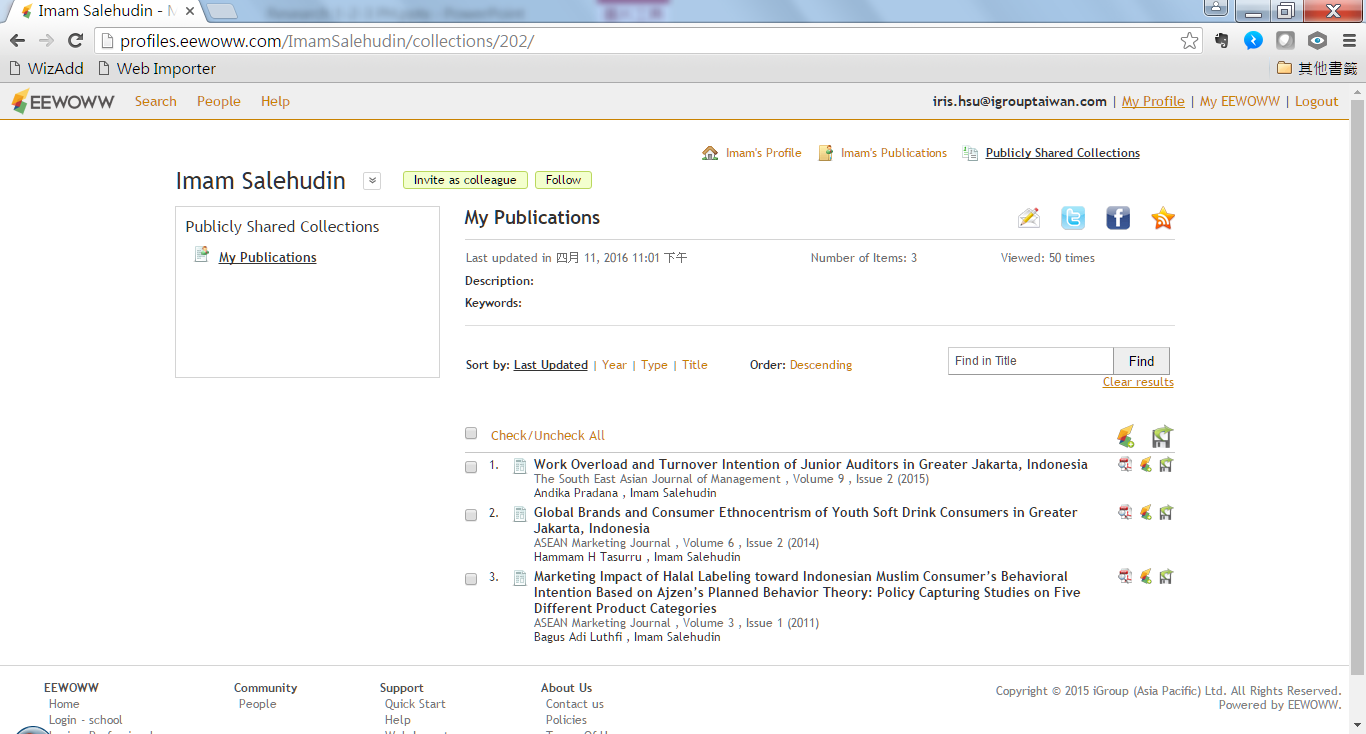 Imam Salehudin - M
profiles.eewoww.com/ImamSalehudin/collections/202/
WizAdd Web Importer 其他書籤
EEWOWW Search People Help iris.hsu@igrouptaiwan.com | My Profile | My EEWOWW | Logout
Imam's Profile Imam's Publications Publicly Shared Collections
Imam Salehudin Invite as colleague Follow
Publicly Shared Collections
My Publications
My Publications
Last updated in 四月 11, 2016 11:01 下午 Number of Items: 3 Viewed: 50 times
Description:
Keywords:
Sort by: Last Updated | Year | Type | Title Order: Descending Find in Title Find
Clear results
Check/Uncheck All
1. Work Overload and Turnover Intention of Junior Auditors in Greater Jakarta, Indonesia
The South East Asian Journal of Management , Volume 9 , Issue 2 (2015)
Andika Pradana , Imam Salehudin
2. Global Brands and Consumer Ethnocentrism of Youth Soft Drink Consumers in Greater
Jakarta, Indonesia
ASEAN Marketing Journal , Volume 6 , Issue 2 (2014)
Hammam H Tasurru , Imam Salehudin
3. Marketing Impact of Halal Labeling toward Indonesian Muslim Consumer’s Behavioral
Intention Based on Ajzen’s Planned Behavior Theory: Policy Capturing Studies on Five
Different Product Categories
ASEAN Marketing Journal , Volume 3 , Issue 1 (2011)
Bagus Adi Luthfi , Imam Salehudin
EEWOWW Community Support About Us Copyright © 2015 iGroup (Asia Pacific) Ltd. All Rights Reserved.
Home People Quick Start Contact us Powered by EEWOWW.
Login - school Help Policies